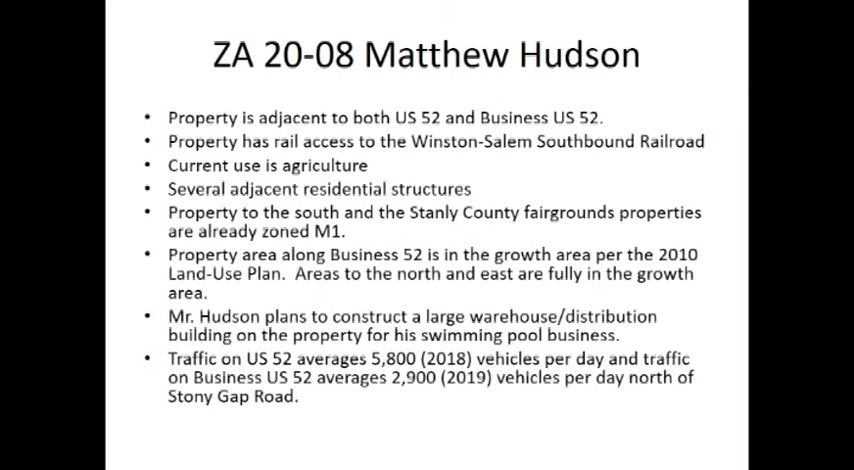 ZA 20-08 Matthew Hudson
• Property is adjacent to both US 52 and Business US 52.
• Property has rail access to the Winston-Salem Southbound Railroad
• Current use is agriculture
• Several adjacent residential structures
• Property to the south and the Stanly County fairgrounds properties
are already zoned M1.
• Property area along Business 52 is in the growth area per the 2010
Land-Use Plan. Areas to the north and east are fully in the growth
area.
• Mr. Hudson plans to construct a large warehouse/distribution
building on the property for his swimming pool business.
• Traffic on US 52 averages 5,800 (2018) vehicles per day and traffic
on Business US 52 averages 2,900 (2019) vehicles per day north of
Stony Gap Road.